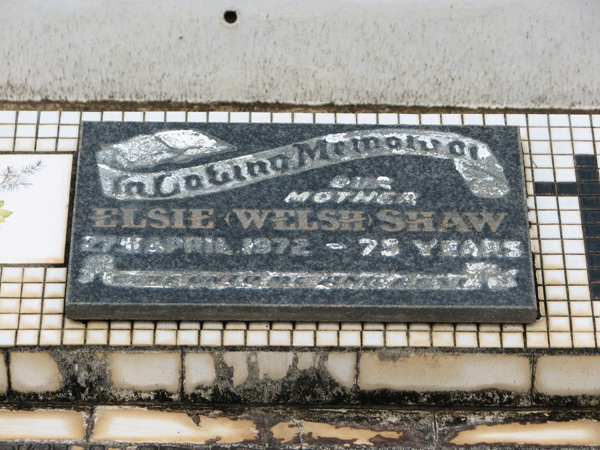 In Loving Memory of
OUR
MOTHER
ELSIE (WELSH) SHAW
27TH APRIL 1972 - 73 YEARS